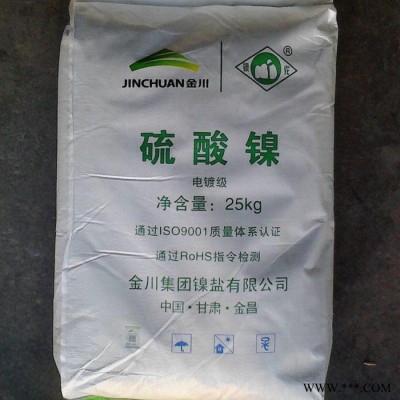 JINCHUAN金川
®
硫酸镍
电镀级
净含量：25kg
通过ISO9001质量体系认证
通过RoHS指令检测
金川集团镍盐有限公司
中国·甘肃·金昌
www.***.com